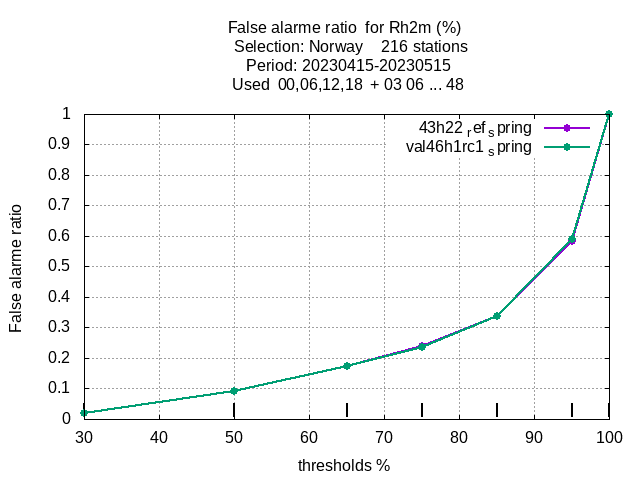 False alarme ratio for Rh2m (%)
Selection: Norway 216 stations
Period: 20230415-20230515
Used 00,06,12,18 + 03 06 ... 48
43h22 ref spring
val46h1rc1 spring
1
0.9
0.8
0.7
0.6
0.5
0.4
0.3
0.2
0.1
0
False alarme ratio
30 40 50 60 70 80 90 100
thresholds %